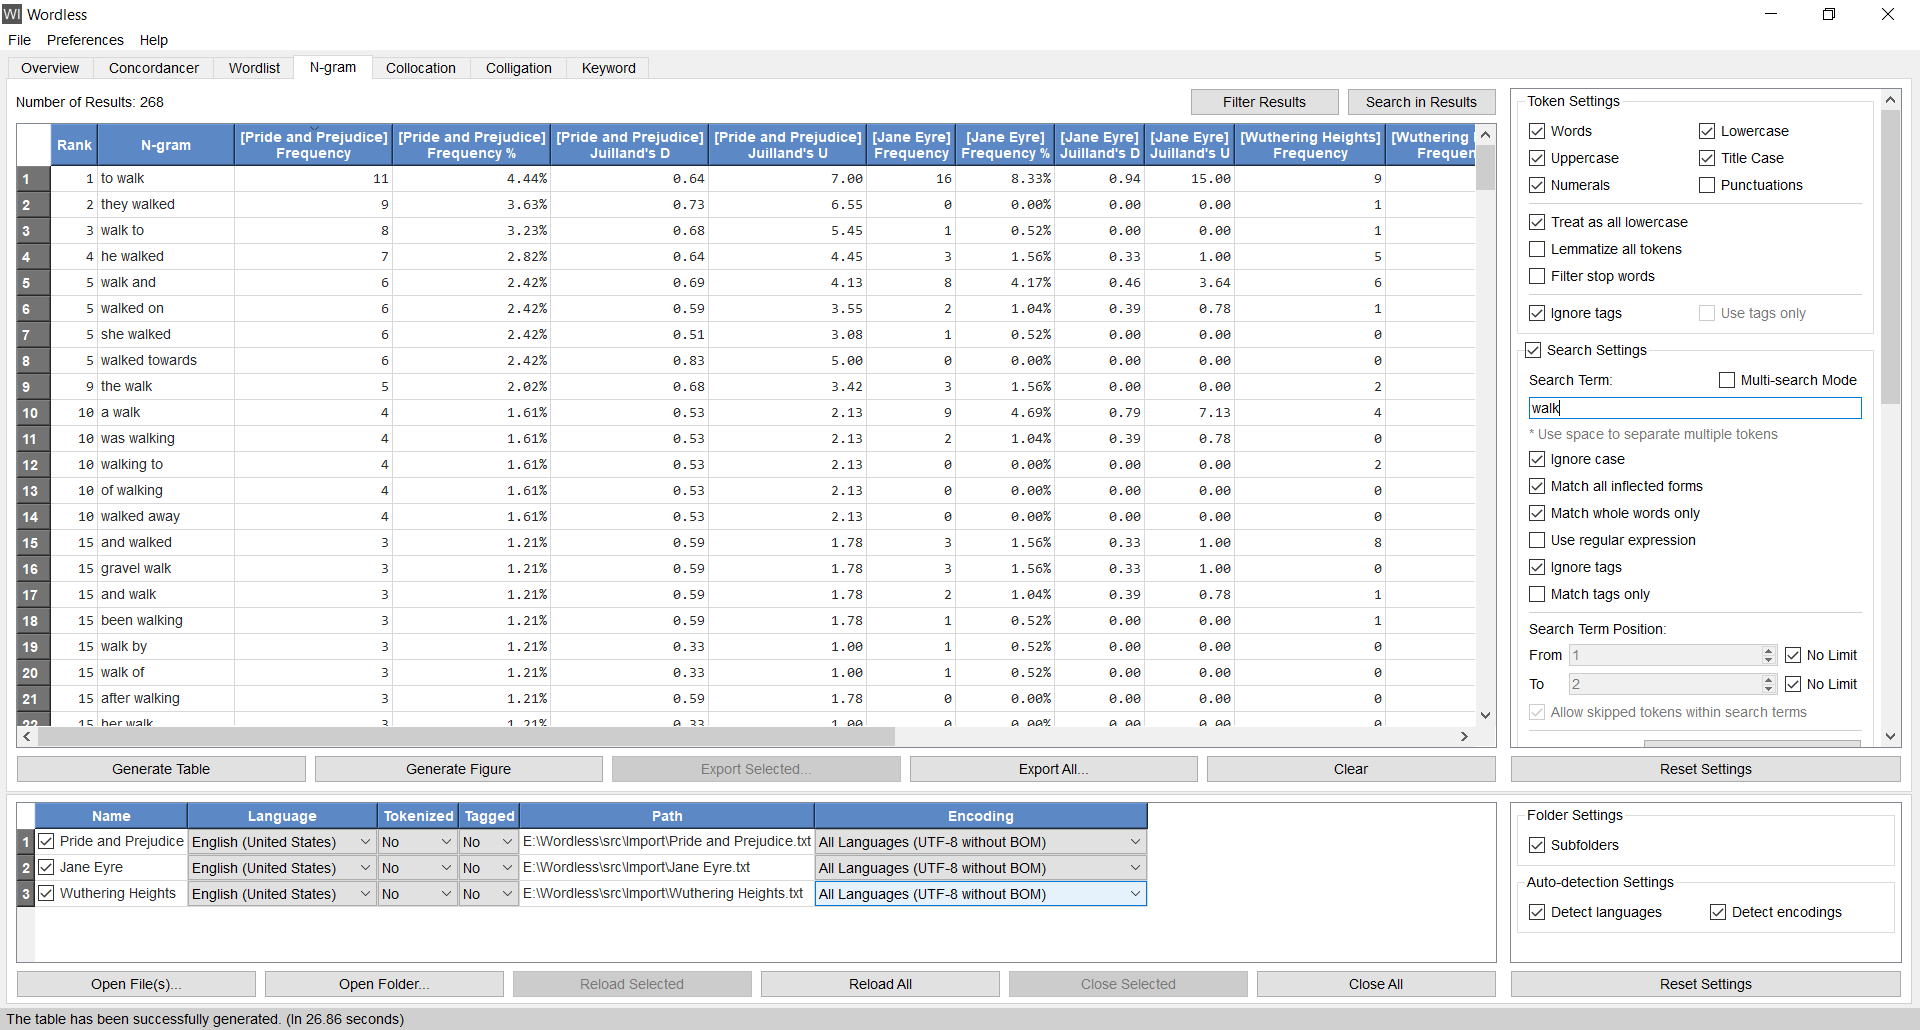 WI Wordless
File Preferences Help
Overview Concordancer Wordlist N-gram Collocation Colligation Keyword
Number of Results: 268 Filter Results Search in Results
Rank N-gram [Pride and Prejudice] Frequency [Pride and Prejudice] Frequency % [Pride and Prejudice] Juilland's D [Pride and Prejudice] Juilland's U [Jane Eyre] Frequency [Jane Eyre] Frequency % [Jane Eyre] Juilland's D [Jane Eyre] Juilland's U [Wuthering Heights] Frequency [Wuthering Frequen
1 1 to walk 11 4.44% 0.64 7.00 16 8.33% 0.94 15.00 9
2 2 they walked 9 3.63% 0.73 6.55 0 0.00% 0.00 0.00 1
3 3 walk to 8 3.23% 0.68 5.45 1 0.52% 0.00 0.00 1
4 4 he walked 7 2.82% 0.64 4.45 3 1.56% 0.33 1.00 5
5 5 walk and 6 2.42% 0.69 4.13 8 4.17% 0.46 3.64 6
6 5 walked on 6 2.42% 0.59 3.55 2 1.04% 0.39 0.78 1
7 5 she walked 6 2.42% 0.51 3.08 1 0.52% 0.00 0.00 0
8 5 walked towards 6 2.42% 0.83 5.00 0 0.00% 0.00 0.00 0
9 9 the walk 5 2.02% 0.68 3.42 3 1.56% 0.00 0.00 2
10 10 a walk 4 1.61% 0.53 2.13 9 4.69% 0.79 7.13 4
11 10 was walking 4 1.61% 0.53 2.13 2 1.04% 0.39 0.78 0
12 10 walking to 4 1.61% 0.53 2.13 0 0.00% 0.00 0.00 2
13 10 of walking 4 1.61% 0.53 2.13 0 0.00% 0.00 0.00 0
14 10 walked away 4 1.61% 0.53 2.13 0 0.00% 0.00 0.00 0
15 15 and walked 3 1.21% 0.59 1.78 3 1.56% 0.33 1.00 8
16 15 gravel walk 3 1.21% 0.59 1.78 3 1.56% 0.33 1.00 0
17 15 and walk 3 1.21% 0.59 1.78 2 1.04% 0.39 0.78 1
18 15 been walking 3 1.21% 0.59 1.78 1 0.52% 0.00 0.00 1
19 15 walk by 3 1.21% 0.33 1.00 1 0.52% 0.00 0.00 0
20 15 walk of 3 1.21% 0.33 1.00 1 0.52% 0.00 0.00 0
21 15 after walking 3 1.21% 0.59 1.78 0 0.00% 0.00 0.00 0
22 15 her walk 3 1.21% 0.33 1.00 0 0.00% 0.00 0.00 0
Generate Table Generate Figure Export Selected... Export All... Clear
Token Settings
Words Lowercase
Uppercase Title Case
Numerals Punctuations
Treat as all lowercase
Lemmatize all tokens
Filter stop words
Ignore tags Use tags only
Search Settings
Search Term: Multi-search Mode
walk
* Use space to separate multiple tokens
Ignore case
Match all inflected forms
Match whole words only
Use regular expression
Ignore tags
Match tags only
Search Term Position:
From 1 No Limit
To 2 No Limit
Allow skipped tokens within search terms
Reset Settings
Name Language Tokenized Tagged Path Encoding
1 Pride and Prejudice English (United States) No No E:\Wordless\src\Import\Pride and Prejudice.txt All Languages (UTF-8 without BOM)
2 Jane Eyre English (United States) No No E:\Wordless\src\Import\Jane Eyre.txt All Languages (UTF-8 without BOM)
3 Wuthering Heights English (United States) No No E:\Wordless\src\Import\Wuthering Heights.txt All Languages (UTF-8 without BOM)
Open File(s)... Open Folder... Reload Selected Reload All Close Selected Close All
Folder Settings
Subfolders
Auto-detection Settings
Detect languages Detect encodings
Reset Settings
The table has been successfully generated. (In 26.86 seconds)